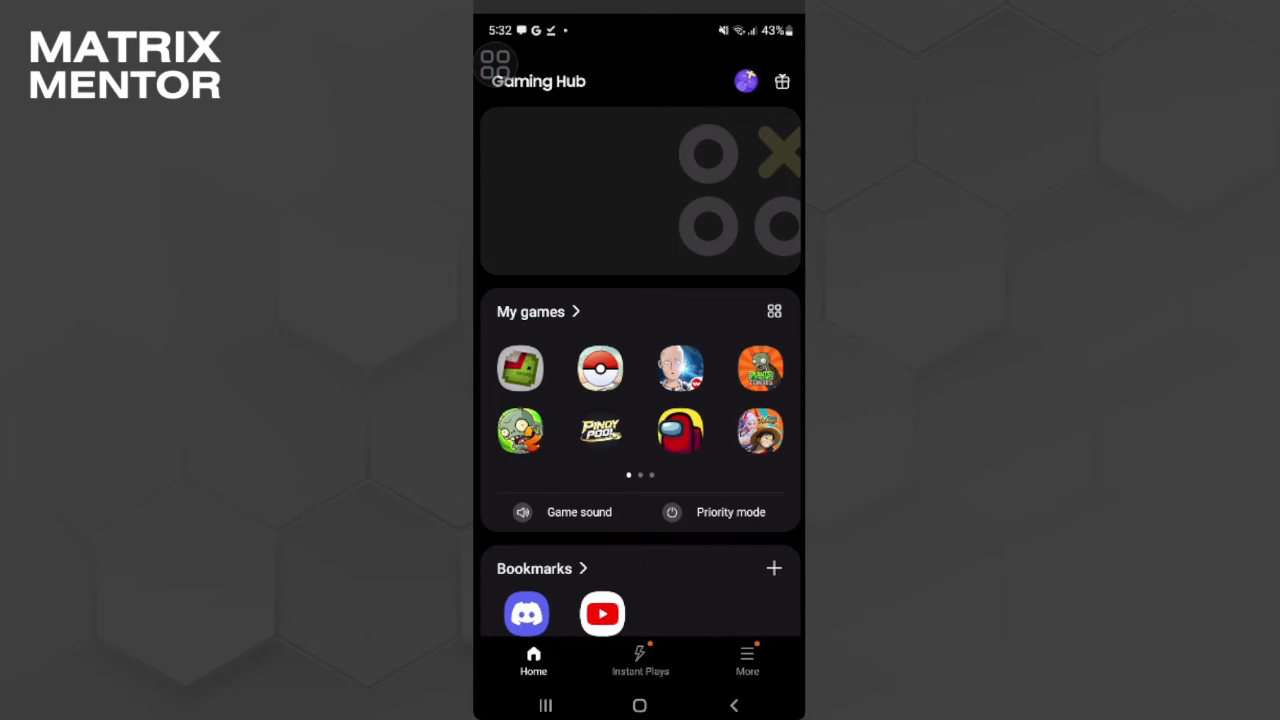 MATRIX
MENTOR
5:32
43%
Gaming Hub
My games
PINOY
POOL
2
Game sound
Priority mode
Bookmarks
Home
Instant Plays
More